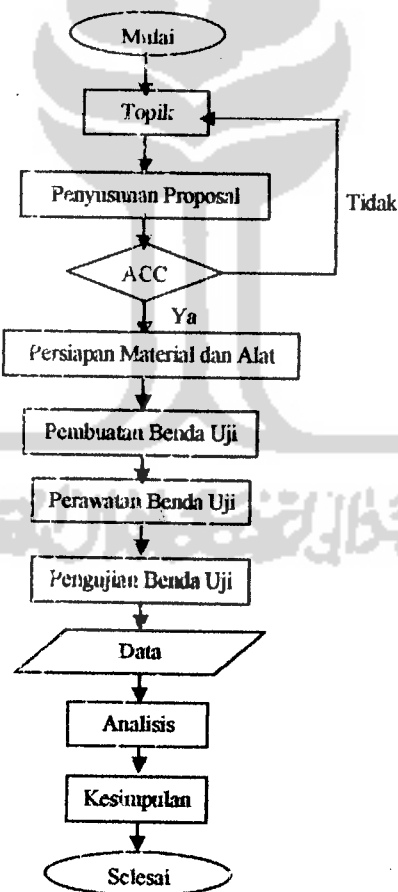 Mulai
Topik
Penyusunan Proposal
Tidak
ACC
Ya
Persiapan Material dan Alat
Pembuatan Benda Uji
Perawatan Benda Uji
Pengujian Benda Uji
Data
Analisis
Kesimpulan
Selesai